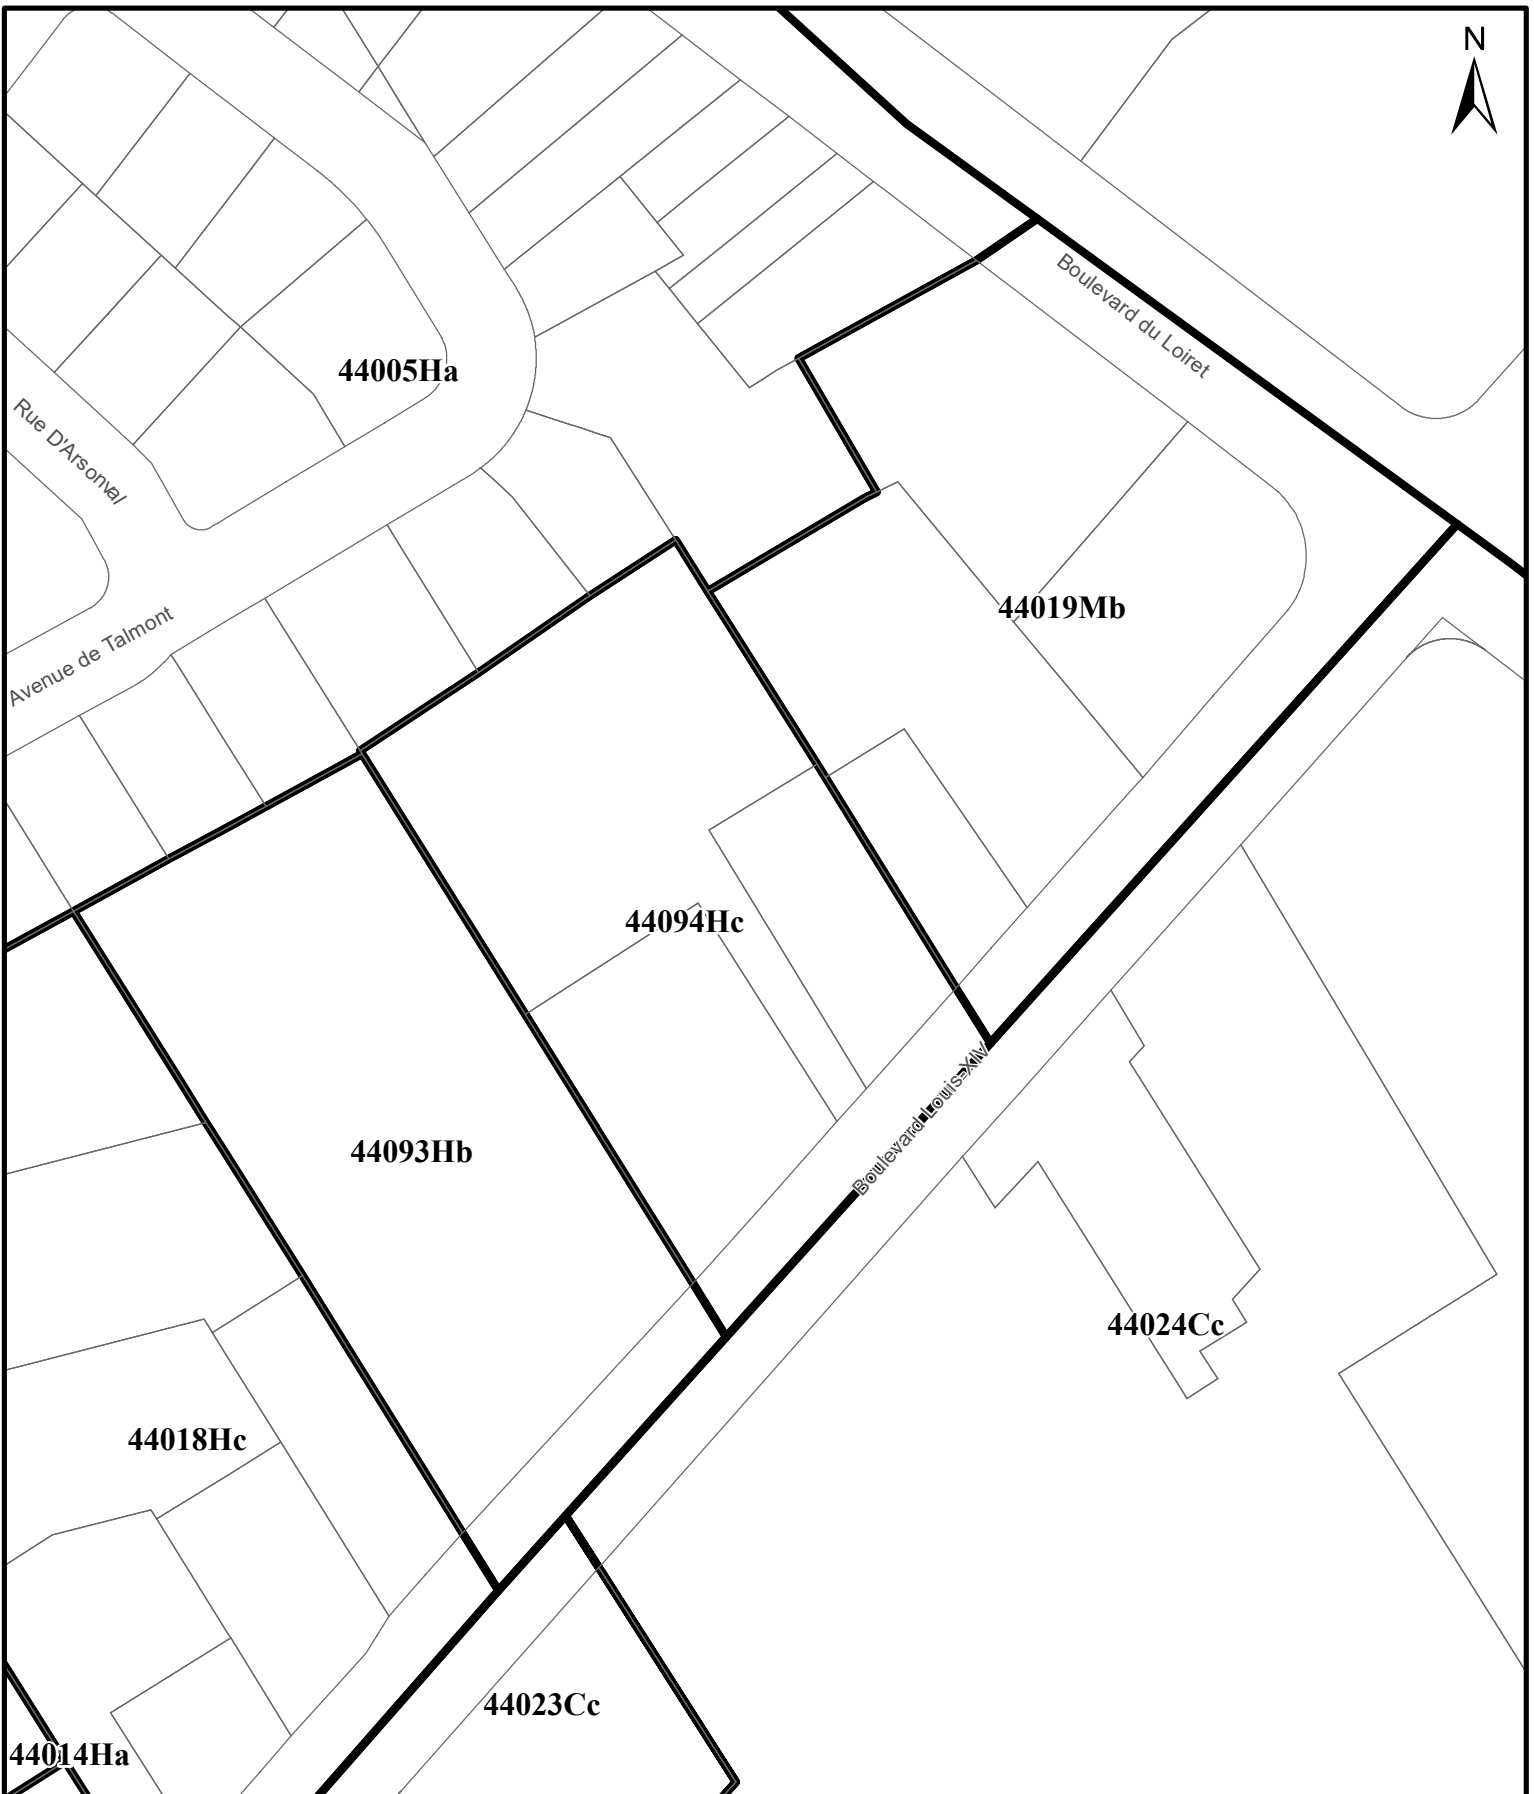 N
Boulevard du Loiret
44005Ha
Rue D'Arsonval
44019Mb
Avenue de Talmont
44094Hc
Boulevard Louis-XIV
44093Hb
44024Cc
44018Hc
44023Cc
44014Ha